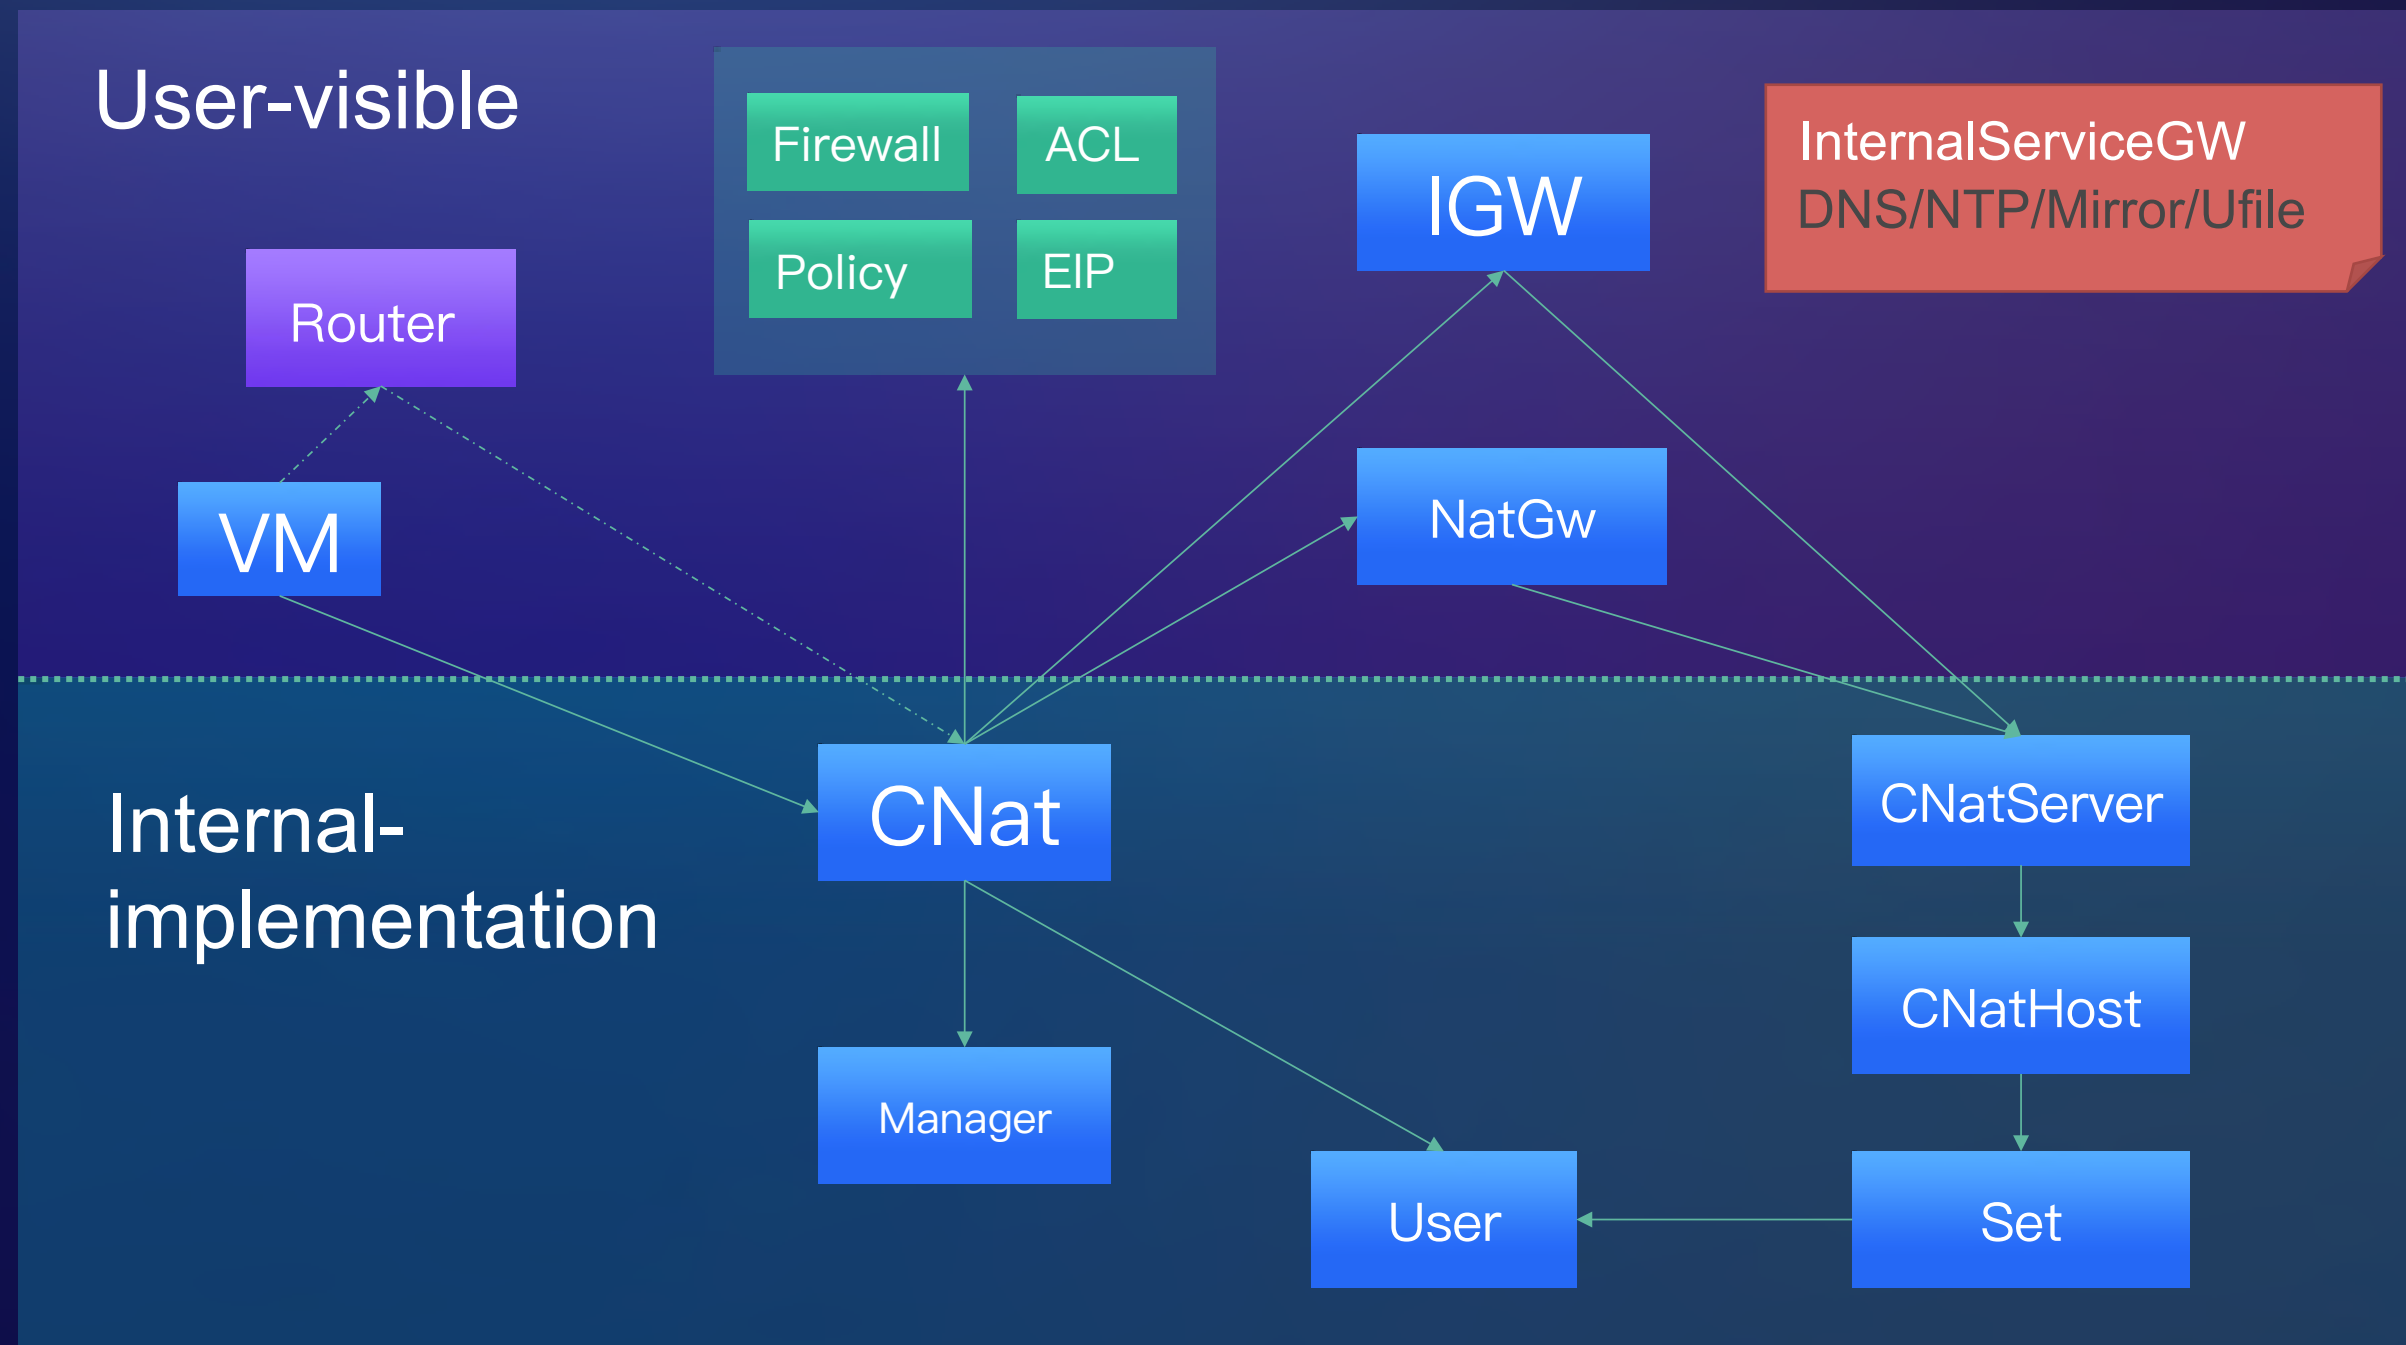 User-visible
Firewall
ACL
Policy
EIP
IGW
InternalServiceGW
DNS/NTP/Mirror/Ufile
Router
VM
NatGw
Internal-
implementation
CNat
CNatServer
CNatHost
Manager
User
Set